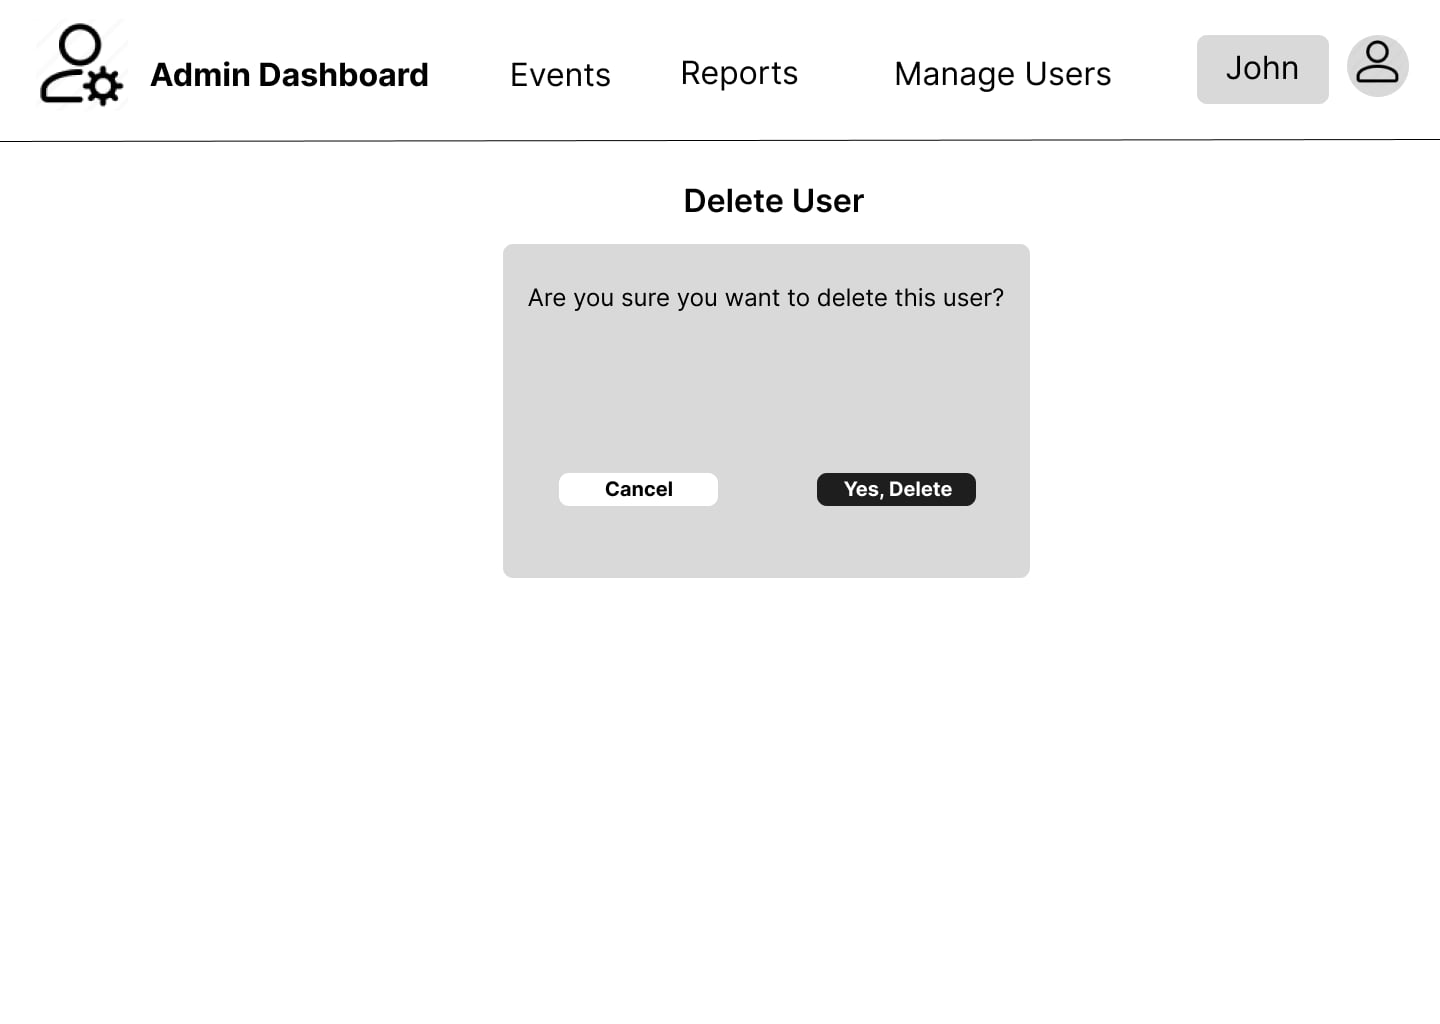 Admin Dashboard
Events
Reports
Manage Users
John
Delete User
Are you sure you want to delete this user?
Cancel
Yes, Delete